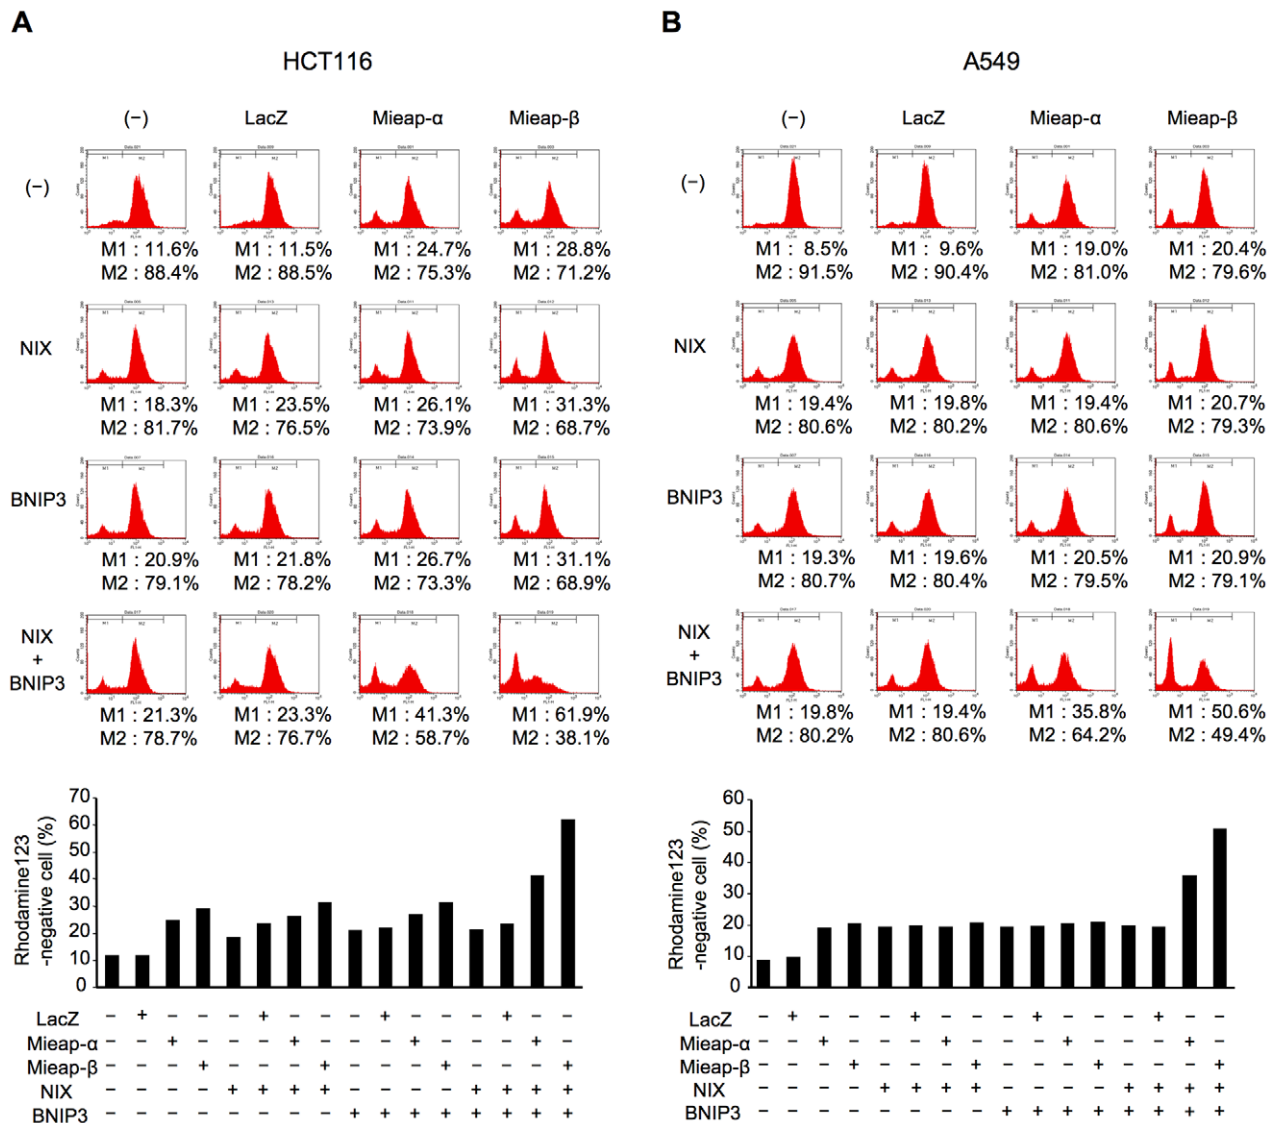 A
B
HCT116
A549
(−) LacZ Mieap-α Mieap-β
(−) LacZ Mieap-α Mieap-β
(−)
M1 : 11.6% M1 : 11.5% M1 : 24.7% M1 : 28.8%
M2 : 88.4% M2 : 88.5% M2 : 75.3% M2 : 71.2%
NIX
M1 : 18.3% M1 : 23.5% M1 : 26.1% M1 : 31.3%
M2 : 81.7% M2 : 76.5% M2 : 73.9% M2 : 68.7%
BNIP3
M1 : 20.9% M1 : 21.8% M1 : 26.7% M1 : 31.1%
M2 : 79.1% M2 : 78.2% M2 : 73.3% M2 : 68.9%
NIX
+
BNIP3
M1 : 21.3% M1 : 23.3% M1 : 41.3% M1 : 61.9%
M2 : 78.7% M2 : 76.7% M2 : 58.7% M2 : 38.1%
(−)
M1 : 8.5% M1 : 9.6% M1 : 19.0% M1 : 20.4%
M2 : 91.5% M2 : 90.4% M2 : 81.0% M2 : 79.6%
NIX
M1 : 19.4% M1 : 19.8% M1 : 19.4% M1 : 20.7%
M2 : 80.6% M2 : 80.2% M2 : 80.6% M2 : 79.3%
BNIP3
M1 : 19.3% M1 : 19.6% M1 : 20.5% M1 : 20.9%
M2 : 80.7% M2 : 80.4% M2 : 79.5% M2 : 79.1%
NIX
+
BNIP3
M1 : 19.8% M1 : 19.4% M1 : 35.8% M1 : 50.6%
M2 : 80.2% M2 : 80.6% M2 : 64.2% M2 : 49.4%
Rhodamine123
-negative cell (%)
70
60
50
40
30
20
10
0
LacZ − + − − − + − − − + − − − + − −
Mieap-α − − + − − − + − − − + − − − + −
Mieap-β − − − + − − − + − − − + − − − +
NIX − − − − + + + + − − − − + + + +
BNIP3 − − − − − − − − + + + + + + + +
Rhodamine123
-negative cell (%)
60
50
40
30
20
10
0
LacZ − + − − − + − − − + − − − + − −
Mieap-α − − + − − − + − − − + − − − + −
Mieap-β − − − + − − − + − − − + − − − +
NIX − − − − + + + + − − − − + + + +
BNIP3 − − − − − − − − + + + + + + + +